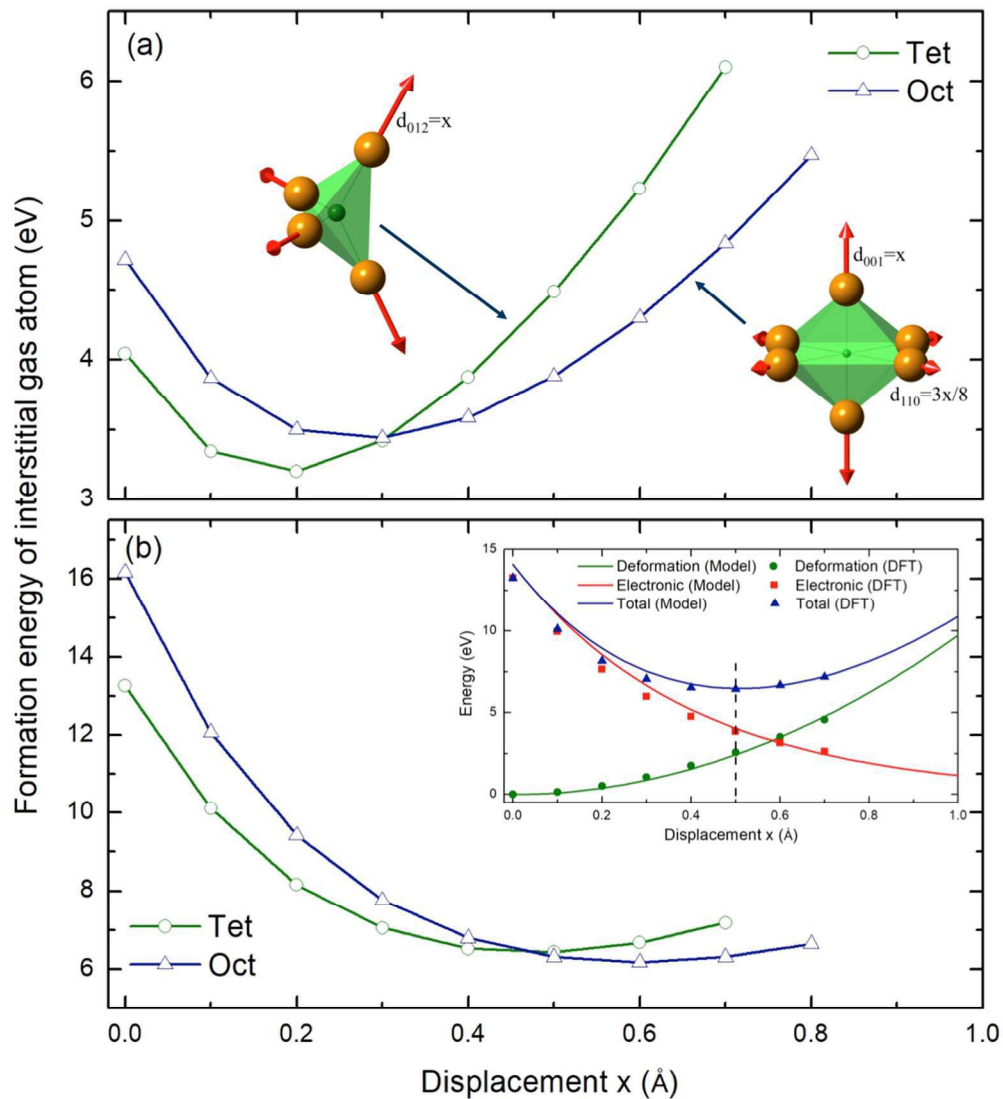 (a)
Tet
Oct
d012=x
d001=x
d110=3x/8
6
5
4
3
Formation energy of interstitial gas atom (eV)
(b)
Deformation (Model)
Deformation (DFT)
Electronic (Model)
Electronic (DFT)
Total (Model)
Total (DFT)
15
10
5
0
Energy (eV)
0.0 0.2 0.4 0.6 0.8 1.0
Displacement x (Å)
16
14
12
10
8
6
Tet
Oct
0.0 0.2 0.4 0.6 0.8 1.0
Displacement x (Å)